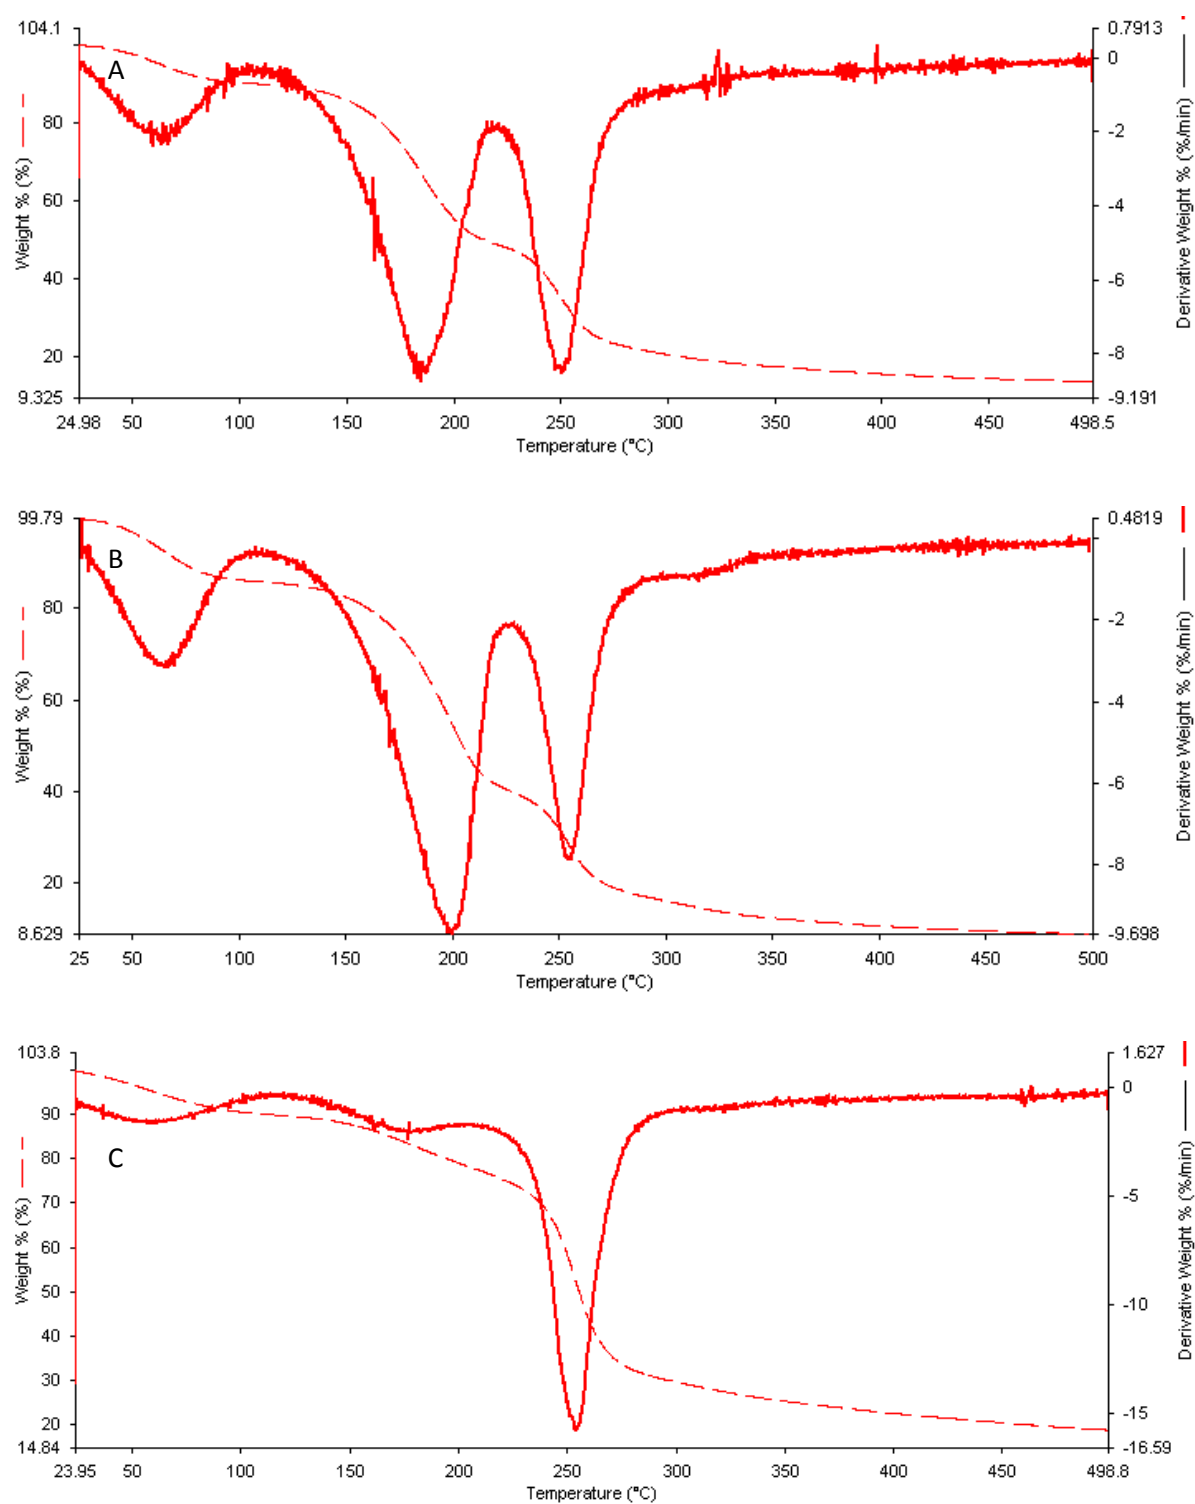 104.1
80
60
40
20
9.325
Weight % (%)
A
0.7913
0
-2
-4
-6
-8
-9.191
Derivative Weight % (%/min)
24.98 50 100 150 200 250 300 350 400 450 498.5
Temperature (°C)
99.79
80
60
40
20
8.629
Weight % (%)
B
0.4819
-2
-4
-6
-8
-9.698
Derivative Weight % (%/min)
25 50 100 150 200 250 300 350 400 450 500
Temperature (°C)
103.8
90
80
70
60
50
40
30
20
14.84
Weight % (%)
C
1.627
0
-5
-10
-15
-16.59
Derivative Weight % (%/min)
23.95 50 100 150 200 250 300 350 400 450 498.8
Temperature (°C)